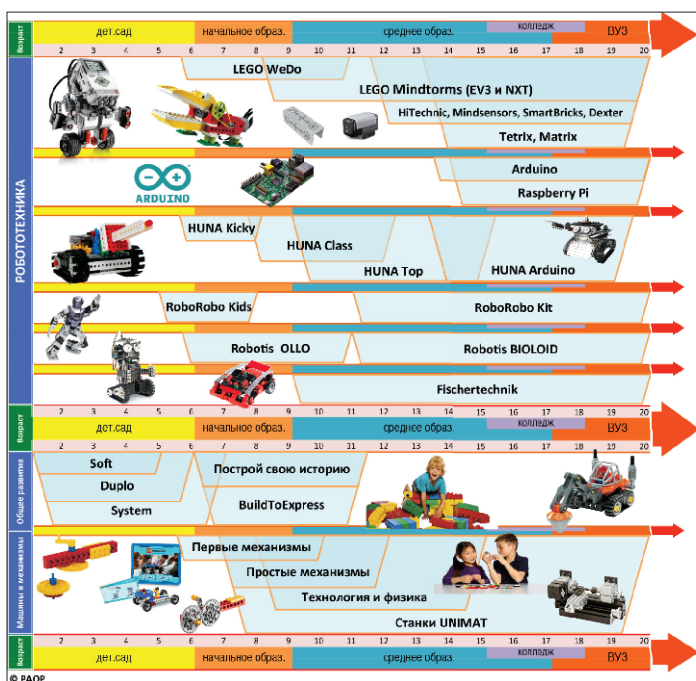 Возраст
дет.сад
начальное образ.
среднее образ.
колледж
ВУЗ
2 3 4 5 6 7 8 9 10 11 12 13 14 15 16 17 18 19 20
РОБОТОТЕХНИКА
LEGO WeDo
LEGO Mindtorms (EV3 и NXT)
HiTechnic, Mindsensors, SmartBricks, Dexter
Tetrix, Matrix
ARDUINO
Arduino
Raspberry Pi
HUNA Kicky
HUNA Class
HUNA Top
HUNA Arduino
RoboRobo Kids
RoboRobo Kit
Robotis OLLO
Robotis BIOLOID
Fischertechnik
2 3 4 5 6 7 8 9 10 11 12 13 14 15 16 17 18 19 20
Возраст
дет.сад
начальное образ.
среднее образ.
колледж
ВУЗ
2 3 4 5 6 7 8 9 10 11 12 13 14 15 16 17 18 19 20
Общее развитие
Soft
Duplo
System
Построй свою историю
BuildToExpress
Машины и механизмы
Первые механизмы
Простые механизмы
Технология и физика
Станки UNIMAT
2 3 4 5 6 7 8 9 10 11 12 13 14 15 16 17 18 19 20
Возраст
дет.сад
начальное образ.
среднее образ.
колледж
ВУЗ
© РАОР